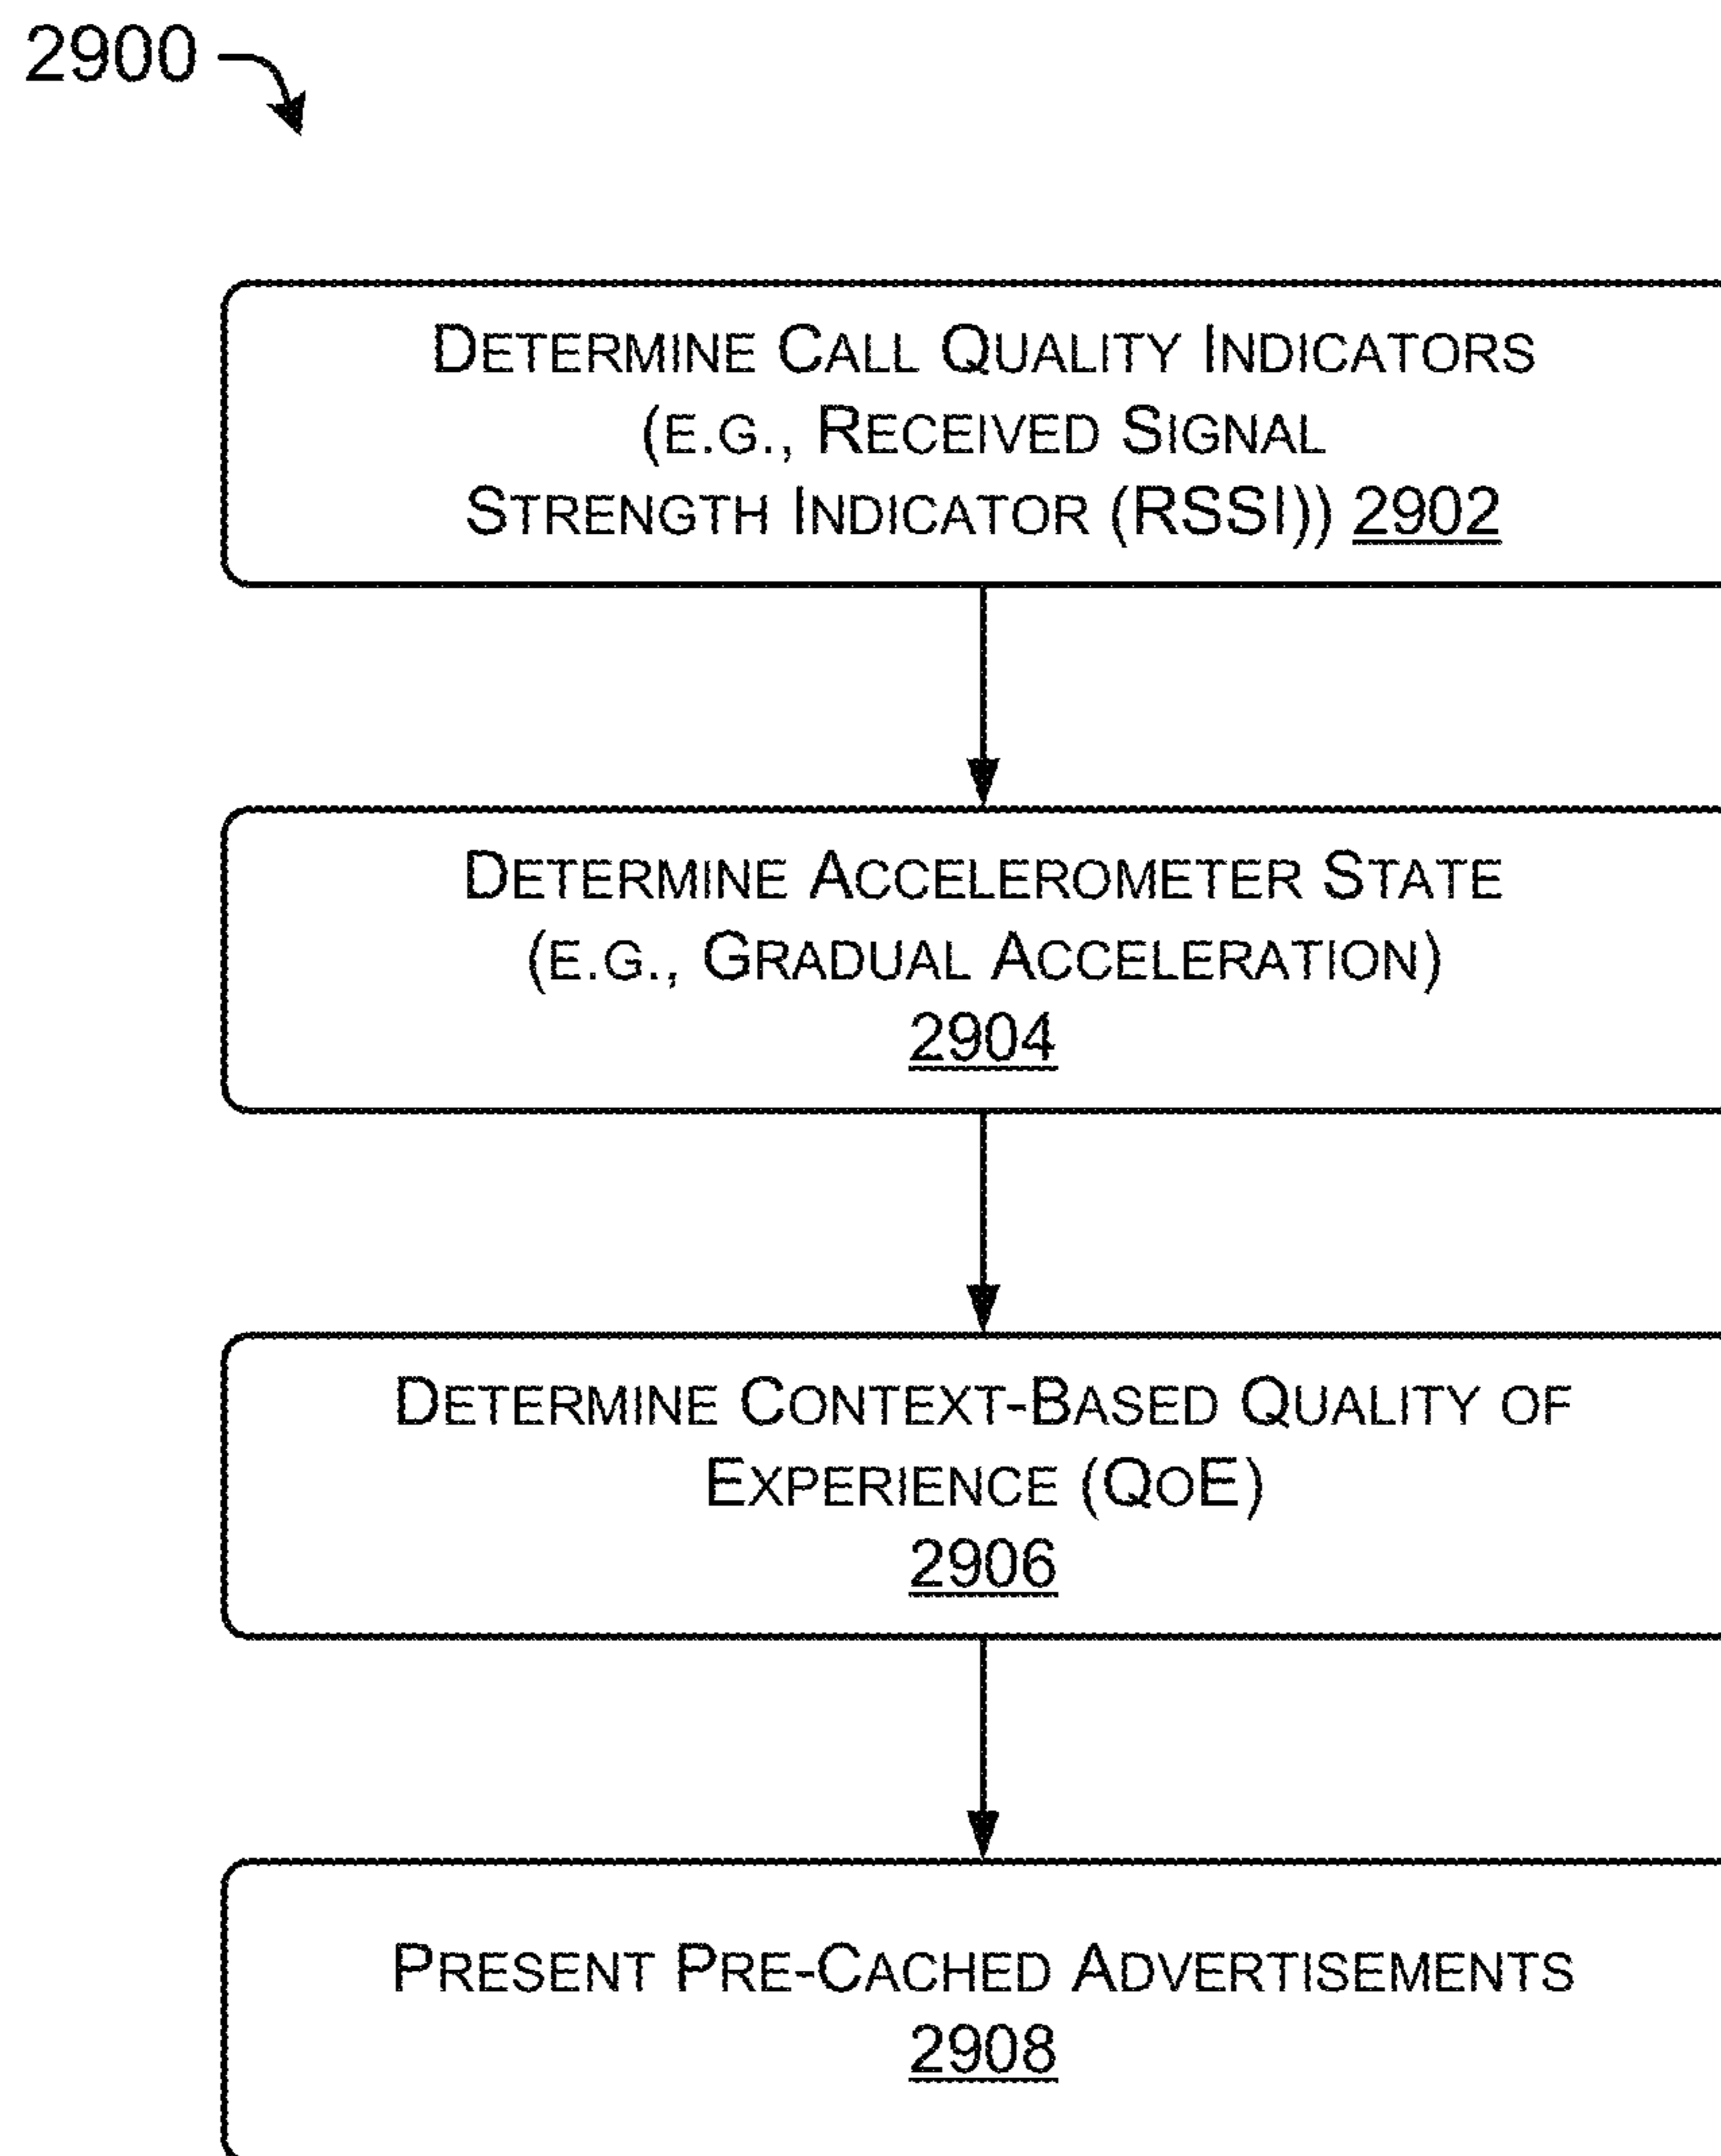 2900
DETERMINE CALL QUALITY INDICATORS
(E.G., RECEIVED SIGNAL
STRENGTH INDICATOR (RSSI)) 2902
DETERMINE ACCELEROMETER STATE
(E.G., GRADUAL ACCELERATION)
2904
DETERMINE CONTEXT-BASED QUALITY OF
EXPERIENCE (QOE)
2906
PRESENT PRE-CACHED ADVERTISEMENTS
2908